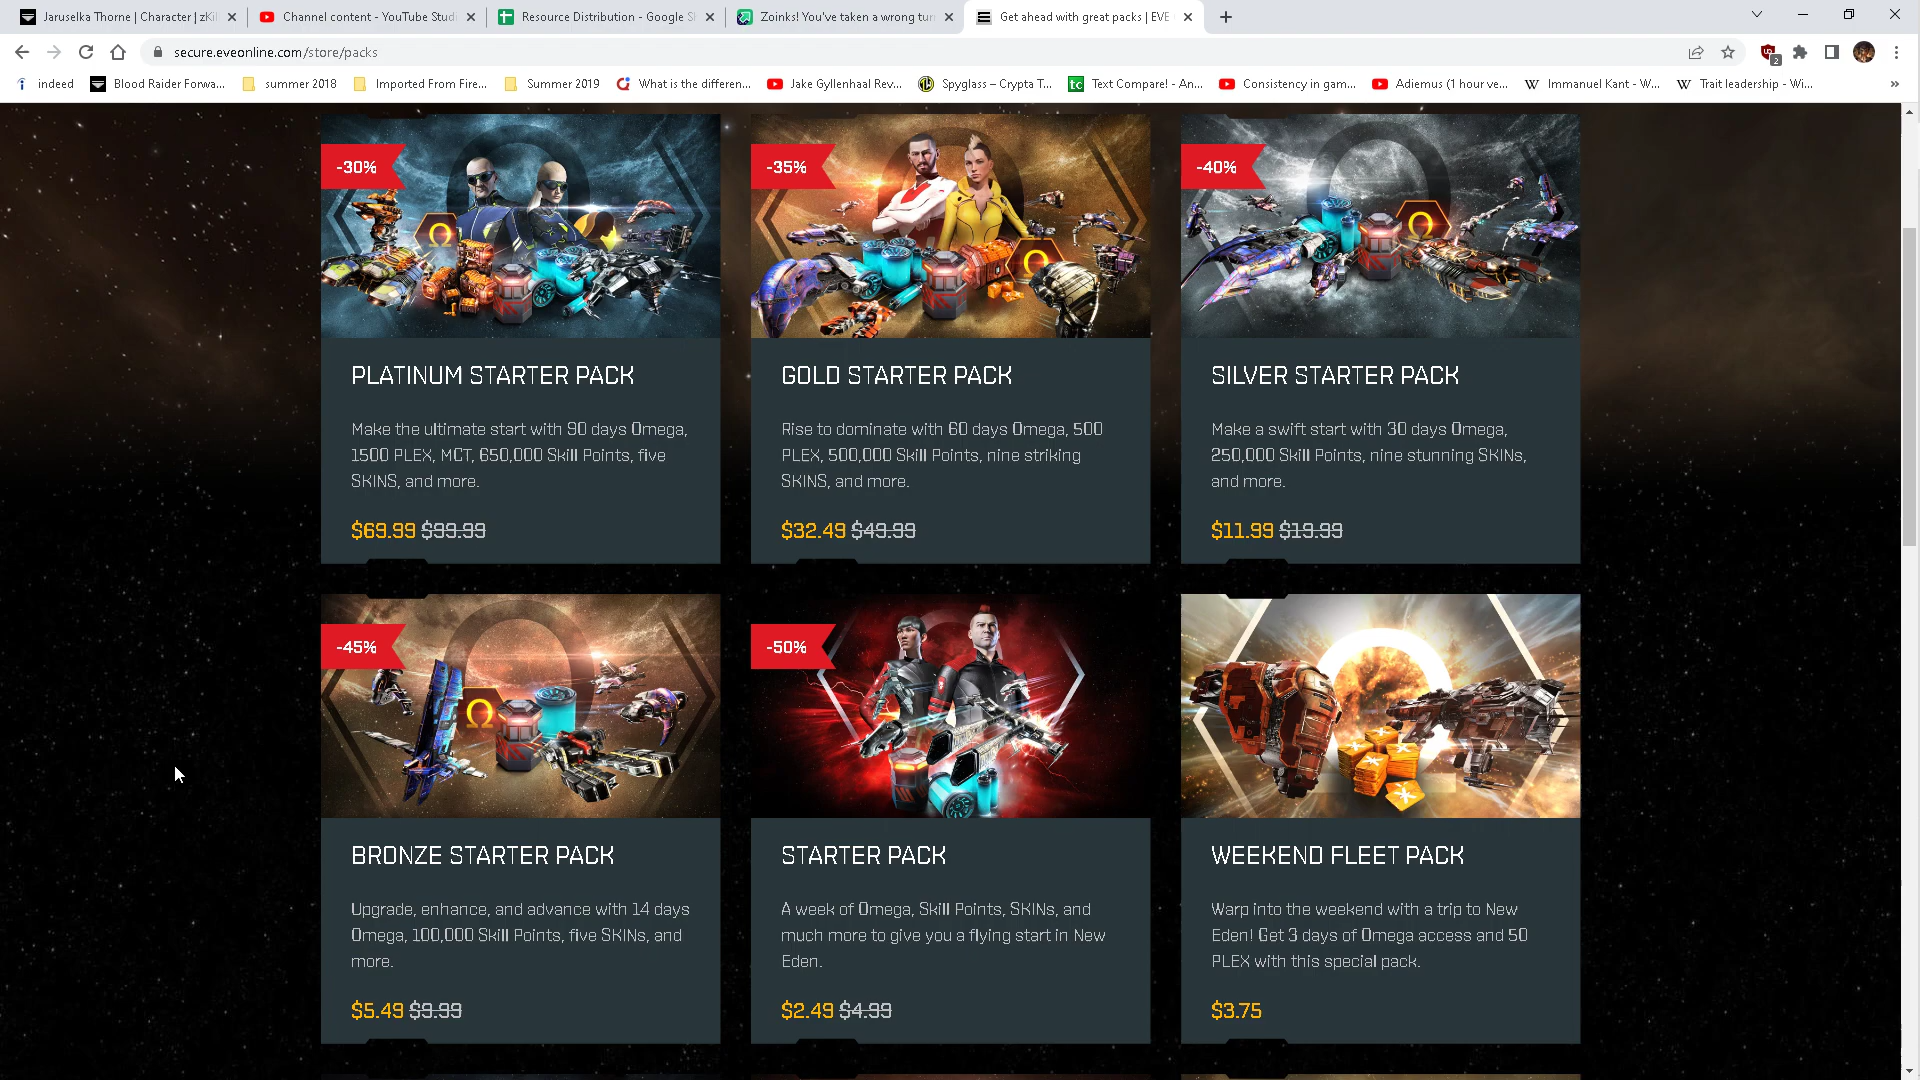 Jaruselka Thorne | Character | zKil
Channel content - YouTube Studi
Resource Distribution - Google S
Zoinks! You've taken a wrong tur
Get ahead with great packs | EVE
secure.eveonline.com/store/packs
2
indeed
Blood Raider Forwa...
summer 2018
Imported From Fire...
Summer 2019
What is the differen...
Jake Gyllenhaal Rev...
Spyglass – Crypta T...
tc
Text Compare! - An...
Consistency in gam...
Adiemus (1 hour ve...
W
Immanuel Kant - W...
W
Trait leadership - Wi...
»
-30%
PLATINUM STARTER PACK
Make the ultimate start with 90 days Omega,
1500 PLEX, MCT, 650,000 Skill Points, five
SKINS, and more.
$69.99 $99.99
-35%
GOLD STARTER PACK
Rise to dominate with 60 days Omega, 500
PLEX, 500,000 Skill Points, nine striking
SKINS, and more.
$32.49 $49.99
-40%
SILVER STARTER PACK
Make a swift start with 30 days Omega,
250,000 Skill Points, nine stunning SKINs,
and more.
$11.99 $19.99
-45%
BRONZE STARTER PACK
Upgrade, enhance, and advance with 14 days
Omega, 100,000 Skill Points, five SKINs, and
more.
$5.49 $9.99
-50%
STARTER PACK
A week of Omega, Skill Points, SKINs, and
much more to give you a flying start in New
Eden.
$2.49 $4.99
WEEKEND FLEET PACK
Warp into the weekend with a trip to New
Eden! Get 3 days of Omega access and 50
PLEX with this special pack.
$3.75